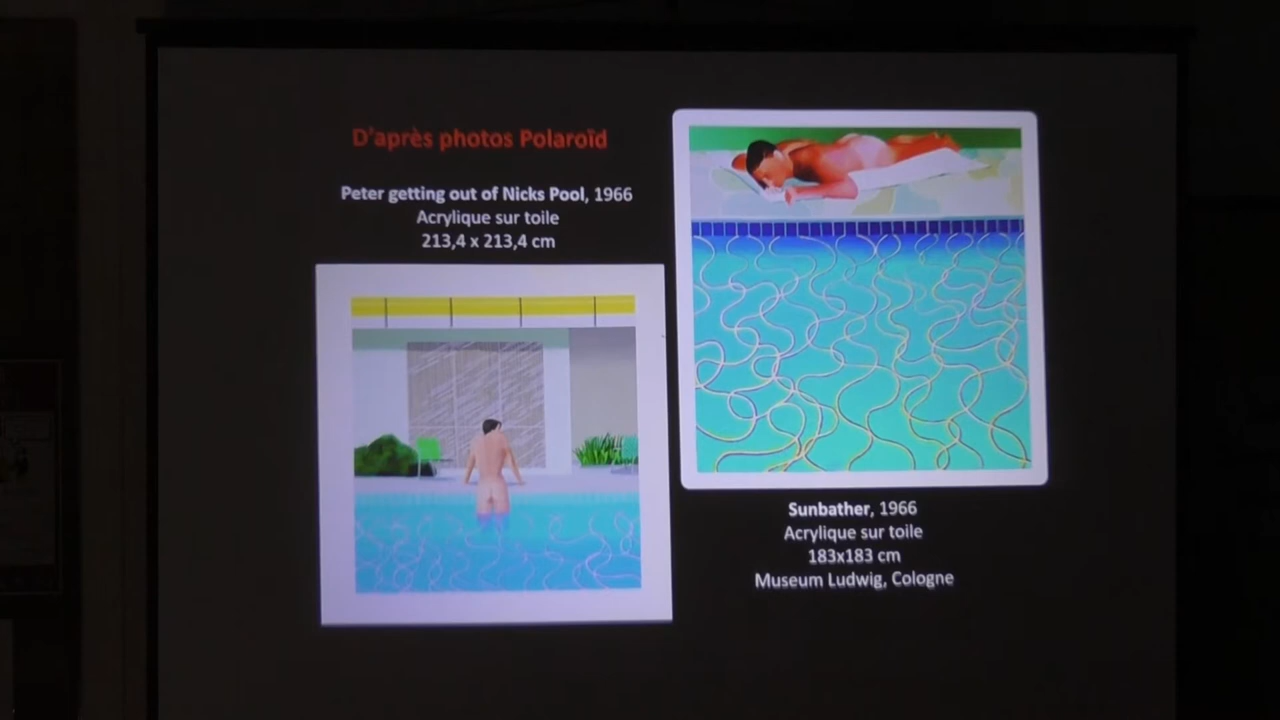 D'après photos Polaroïd
Peter getting out of Nicks Pool, 1966
Acrylique sur toile
213,4 x 213,4 cm
Sunbather, 1966
Acrylique sur toile
183x183 cm
Museum Ludwig, Cologne